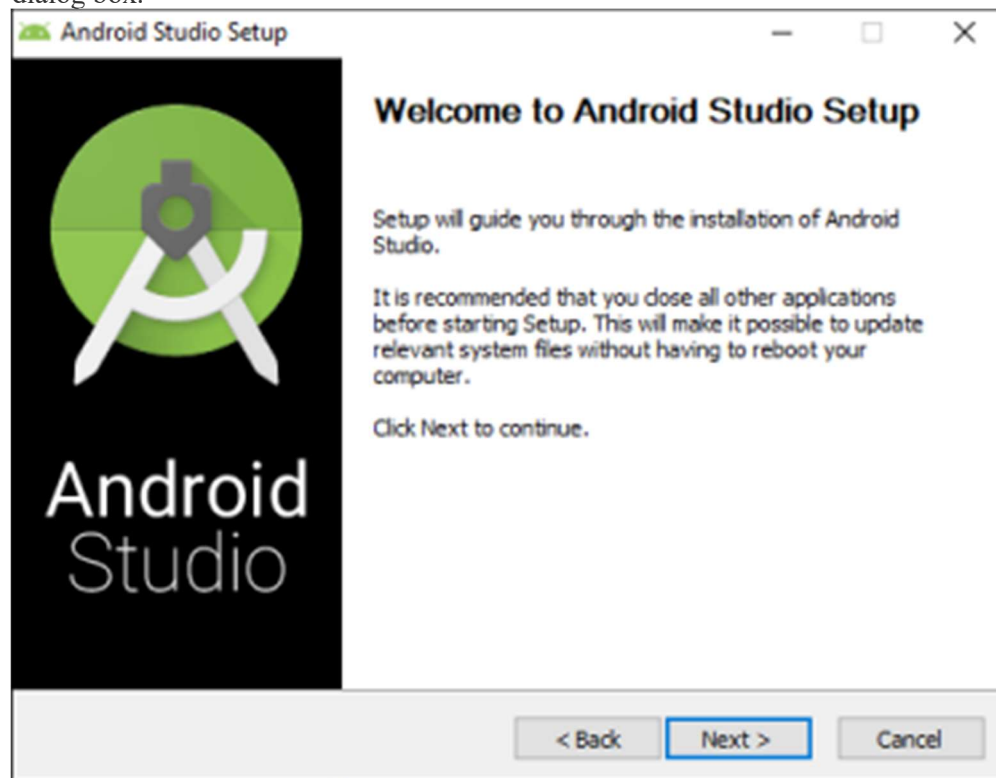 dialog box.
Android Studio Setup
Welcome to Android Studio Setup
Setup will guide you through the installation of Android
Studio.
It is recommended that you close all other applications
before starting Setup. This will make it possible to update
relevant system files without having to reboot your
computer.
Click Next to continue.
Android
Studio
< Back Next > Cancel